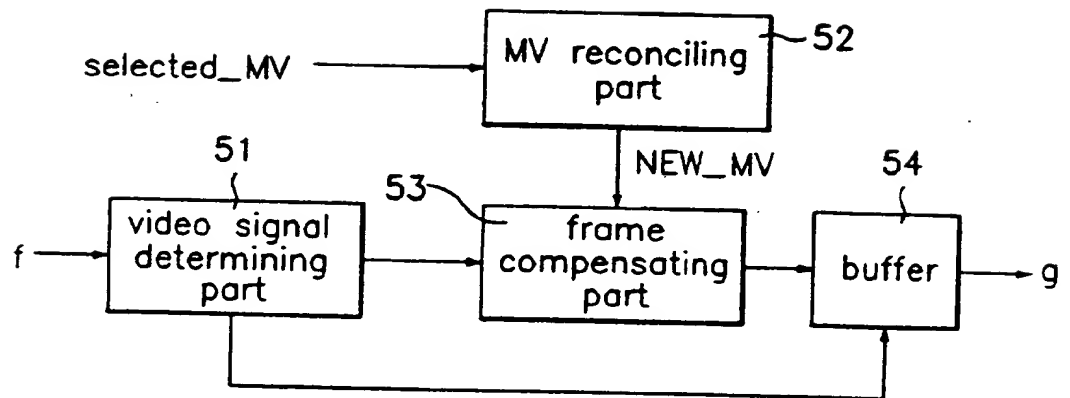 52
MV reconciling
part
selected_MV
NEW_MV
51
53
54
video signal
determining
part
frame
compensating
part
buffer
f
g